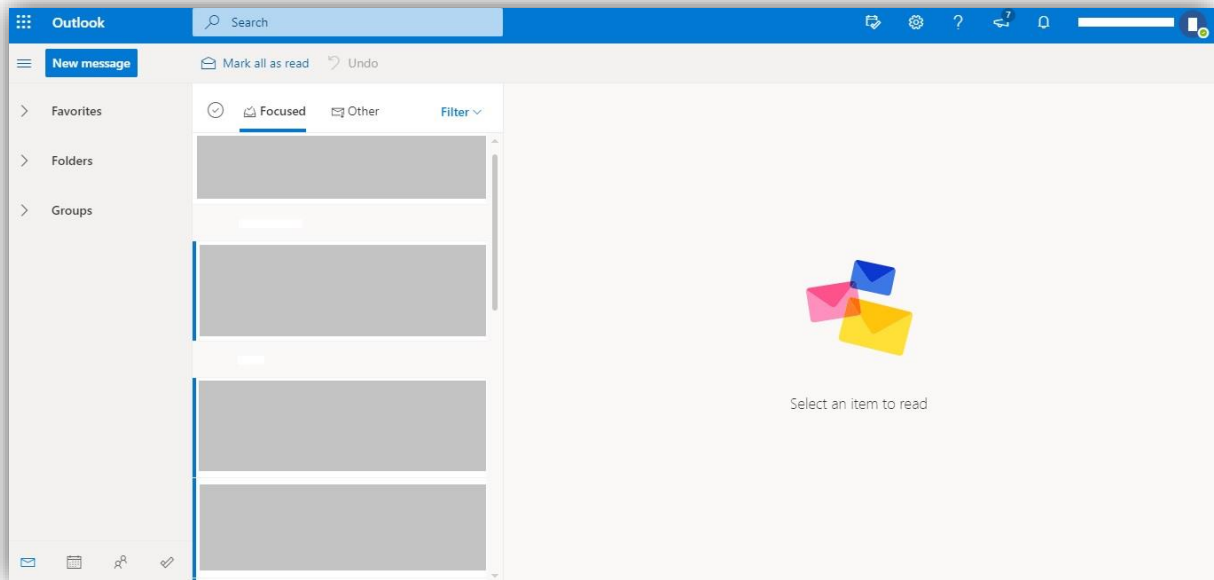 Outlook Search ? 7
New message Mark all as read Undo
Favorites Focused Other Filter
Folders
Groups
Select an item to read